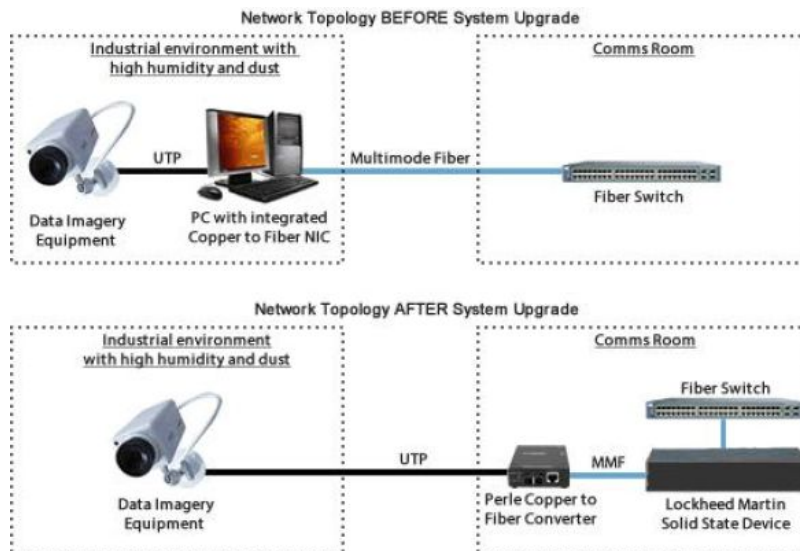 Network Topology BEFORE System Upgrade
Industrial environment with
high humidity and dust
Comms Room
UTP
Multimode Fiber
Data Imagery
Equipment
PC with integrated
Copper to Fiber NIC
Fiber Switch
Network Topology AFTER System Upgrade
Industrial environment
with high humidity and dust
Comms Room
Fiber Switch
UTP
MMF
Data Imagery
Equipment
Perle Copper to
Fiber Converter
Lockheed Martin
Solid State Device